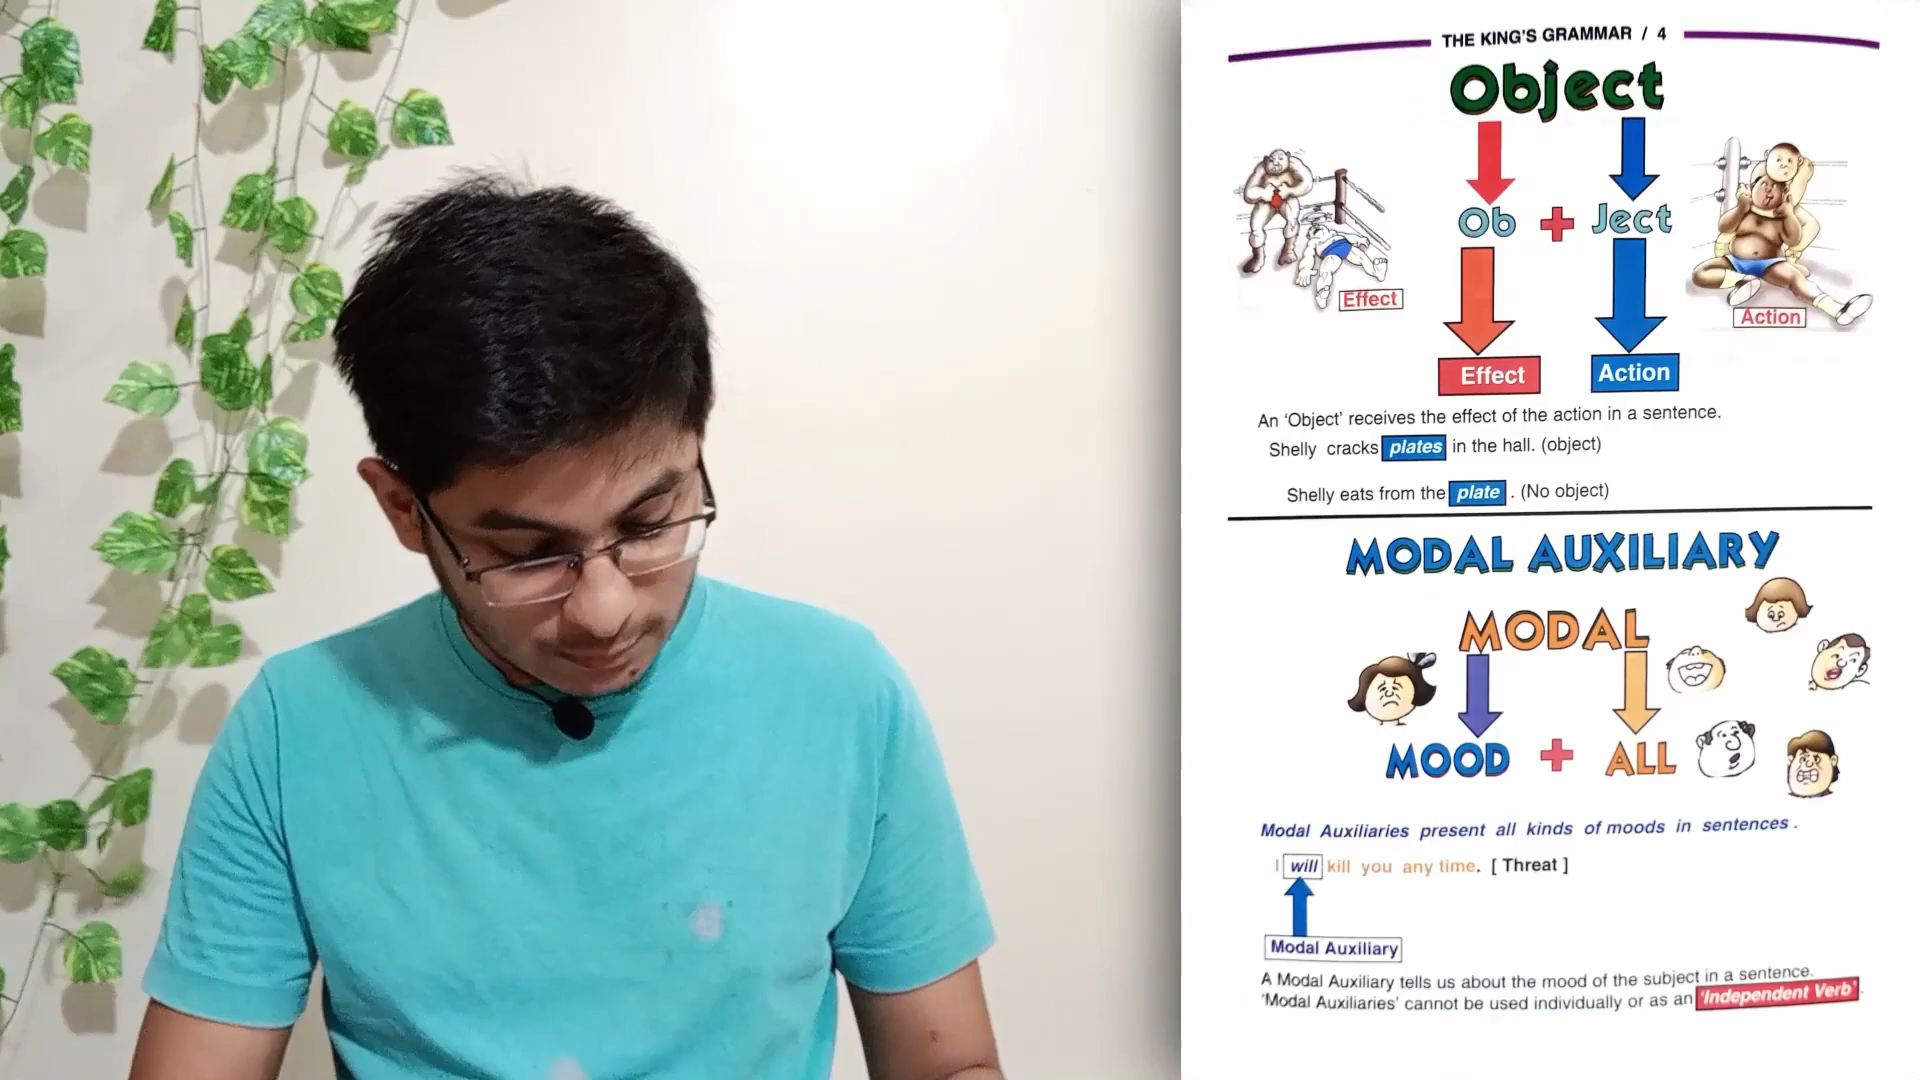 THE KING'S GRAMMAR / 4
Object
Ob + Ject
Effect
Action
Effect
Action
An 'Object' receives the effect of the action in a sentence.
Shelly cracks plates in the hall. (object)
Shelly eats from the plate . (No object)
MODAL AUXILIARY
MODAL
MOOD + ALL
Modal Auxiliaries present all kinds of moods in sentences .
I will kill you any time. [ Threat ]
Modal Auxiliary
A Modal Auxiliary tells us about the mood of the subject in a sentence.
'Modal Auxiliaries' cannot be used individually or as an 'Independent Verb'.